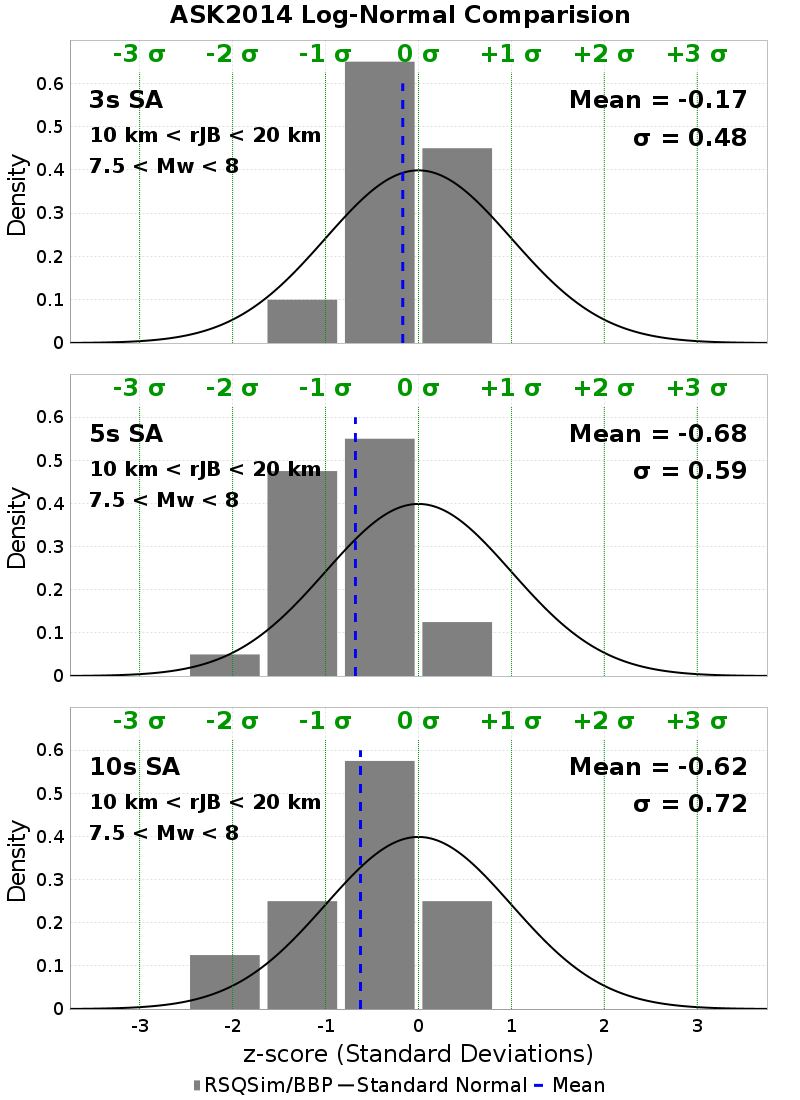 ASK2014 Log-Normal Comparision
-3 σ -2 σ -1 σ 0 σ +1 σ +2 σ +3 σ
3s SA
10 km < rJB < 20 km
7.5 < Mw < 8
Mean = -0.17
σ = 0.48
Density
0.6
0.5
0.4
0.3
0.2
0.1
0
-3 σ -2 σ -1 σ 0 σ +1 σ +2 σ +3 σ
5s SA
10 km < rJB < 20 km
7.5 < Mw < 8
Mean = -0.68
σ = 0.59
Density
0.6
0.5
0.4
0.3
0.2
0.1
0
-3 σ -2 σ -1 σ 0 σ +1 σ +2 σ +3 σ
10s SA
10 km < rJB < 20 km
7.5 < Mw < 8
Mean = -0.62
σ = 0.72
Density
0.6
0.5
0.4
0.3
0.2
0.1
0
-3 -2 -1 0 1 2 3
z-score (Standard Deviations)
RSQSim/BBP Standard Normal Mean